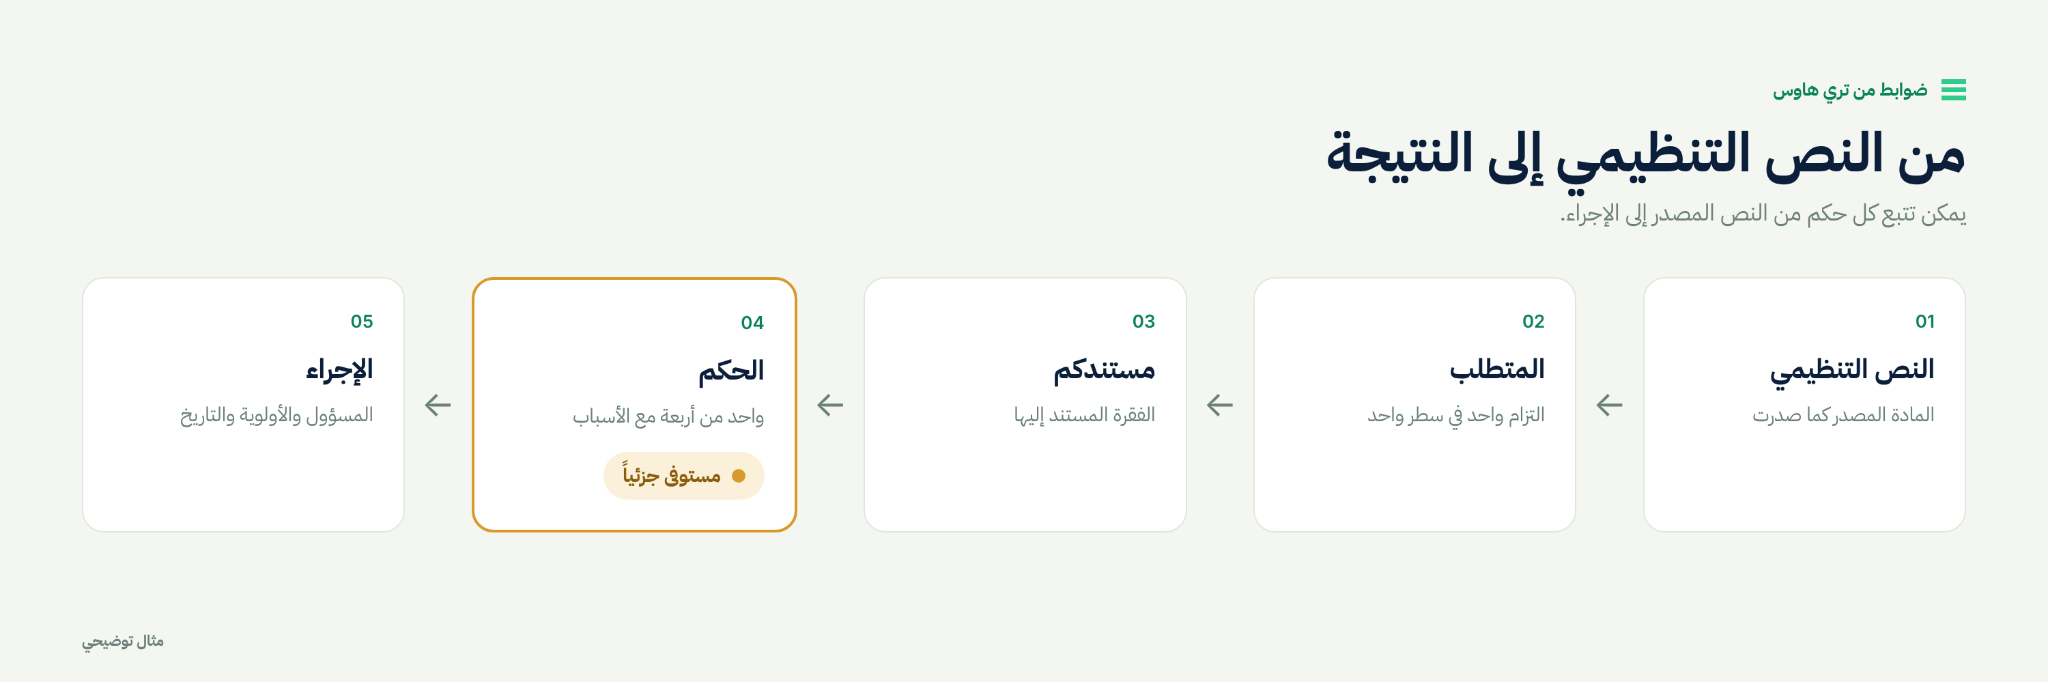 ضوابط من تري هاوس
من النص التنظيمي إلى النتيجة
يمكن تتبع كل حكم من النص المصدر إلى الإجراء.
01
النص التنظيمي
المادة المصدر كما صدرت
02
المتطلب
التزام واحد في سطر واحد
03
مستندكم
الفقرة المستند إليها
04
الحكم
واحد من أربعة مع الأسباب
مستوفى جزئياً
05
الإجراء
المسؤول والأولوية والتاريخ
مثال توضيحي